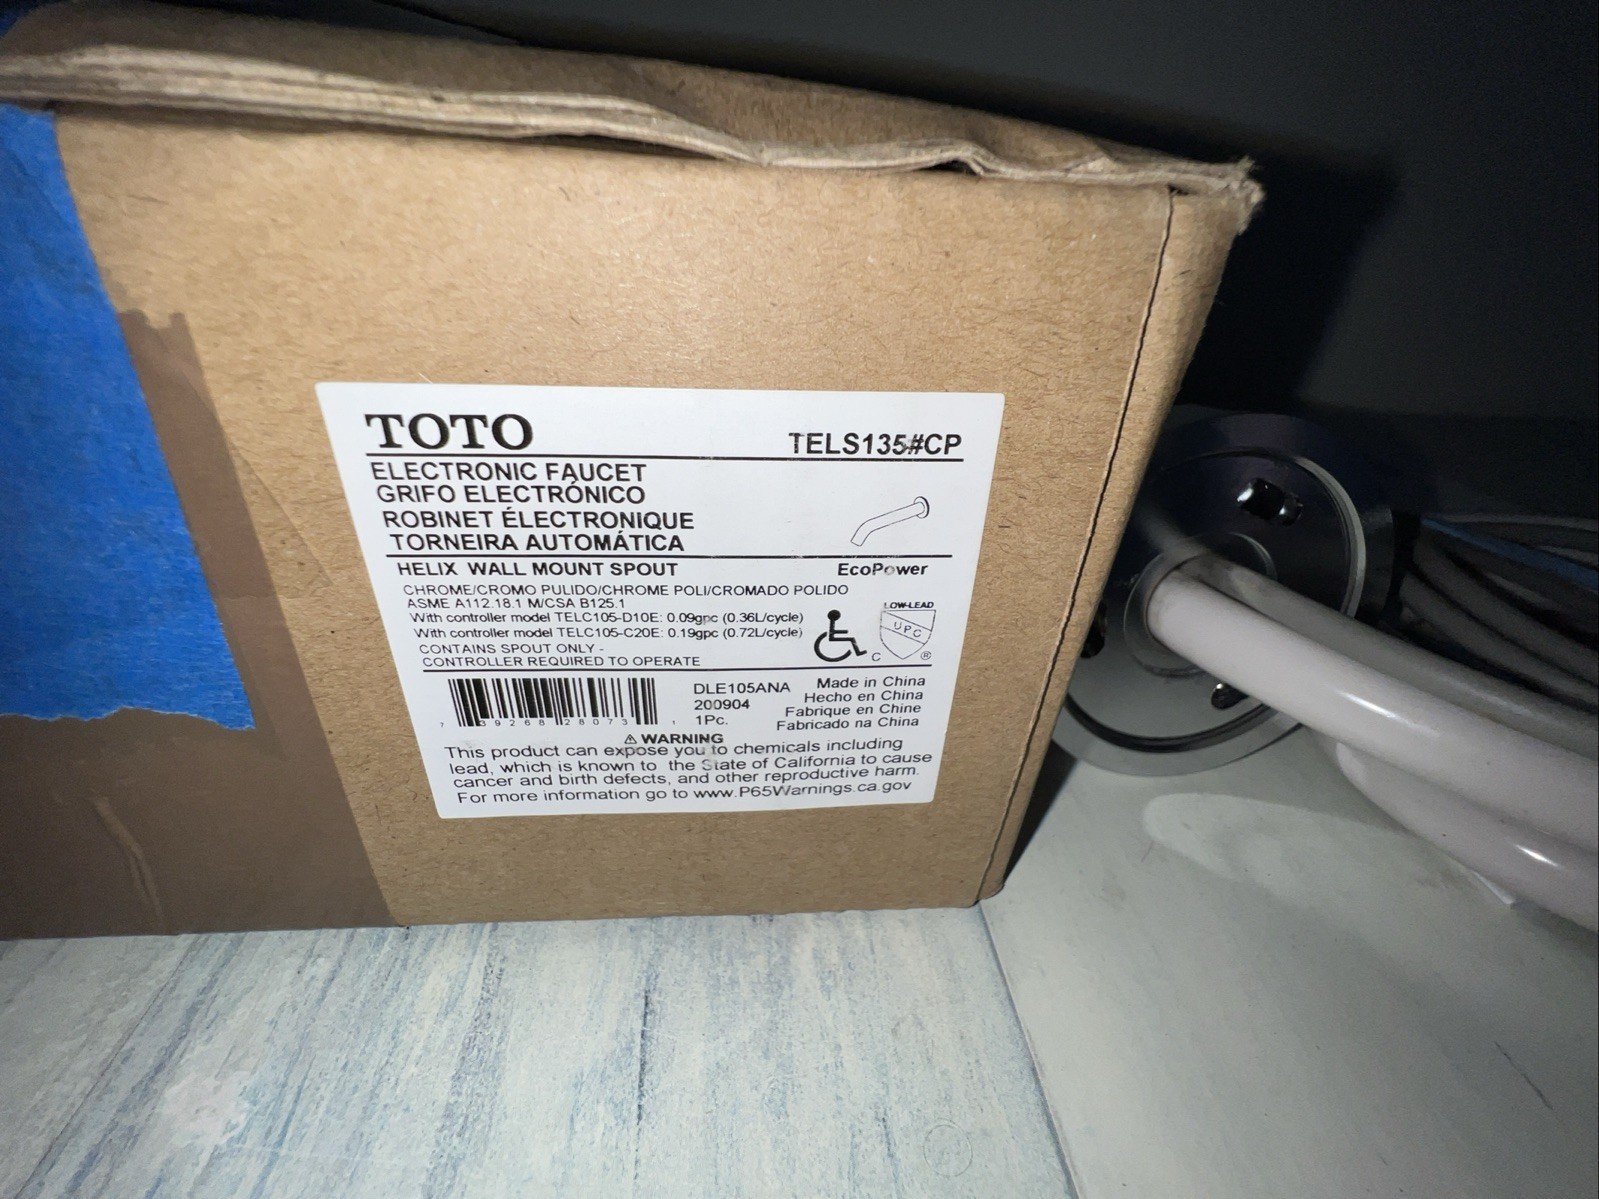 TOTO
TELS135#CP
ELECTRONIC FAUCET
GRIFO ELECTRÓNICO
ROBINET ÉLECTRONIQUE
TORNEIRA AUTOMÁTICA
HELIX WALL MOUNT SPOUT
EcoPower
CHROME/CROMO PULIDO/CHROME POLI/CROMADO POLIDO
ASME A112.18.1 M/CSA B125.1
With controller model TELC105-D10E: 0.09gpc (0.36L/cycle)
With controller model TELC105-C20E: 0.19gpc (0.72L/cycle)
CONTAINS SPOUT ONLY -
CONTROLLER REQUIRED TO OPERATE
LOW-LEAD
UPC
C ®
7 39268 28073 1
DLE105ANA
200904
1Pc.
Made in China
Hecho en China
Fabrique en Chine
Fabricado na China
⚠ WARNING
This product can expose you to chemicals including
lead, which is known to the State of California to cause
cancer and birth defects, and other reproductive harm.
For more information go to www.P65Warnings.ca.gov